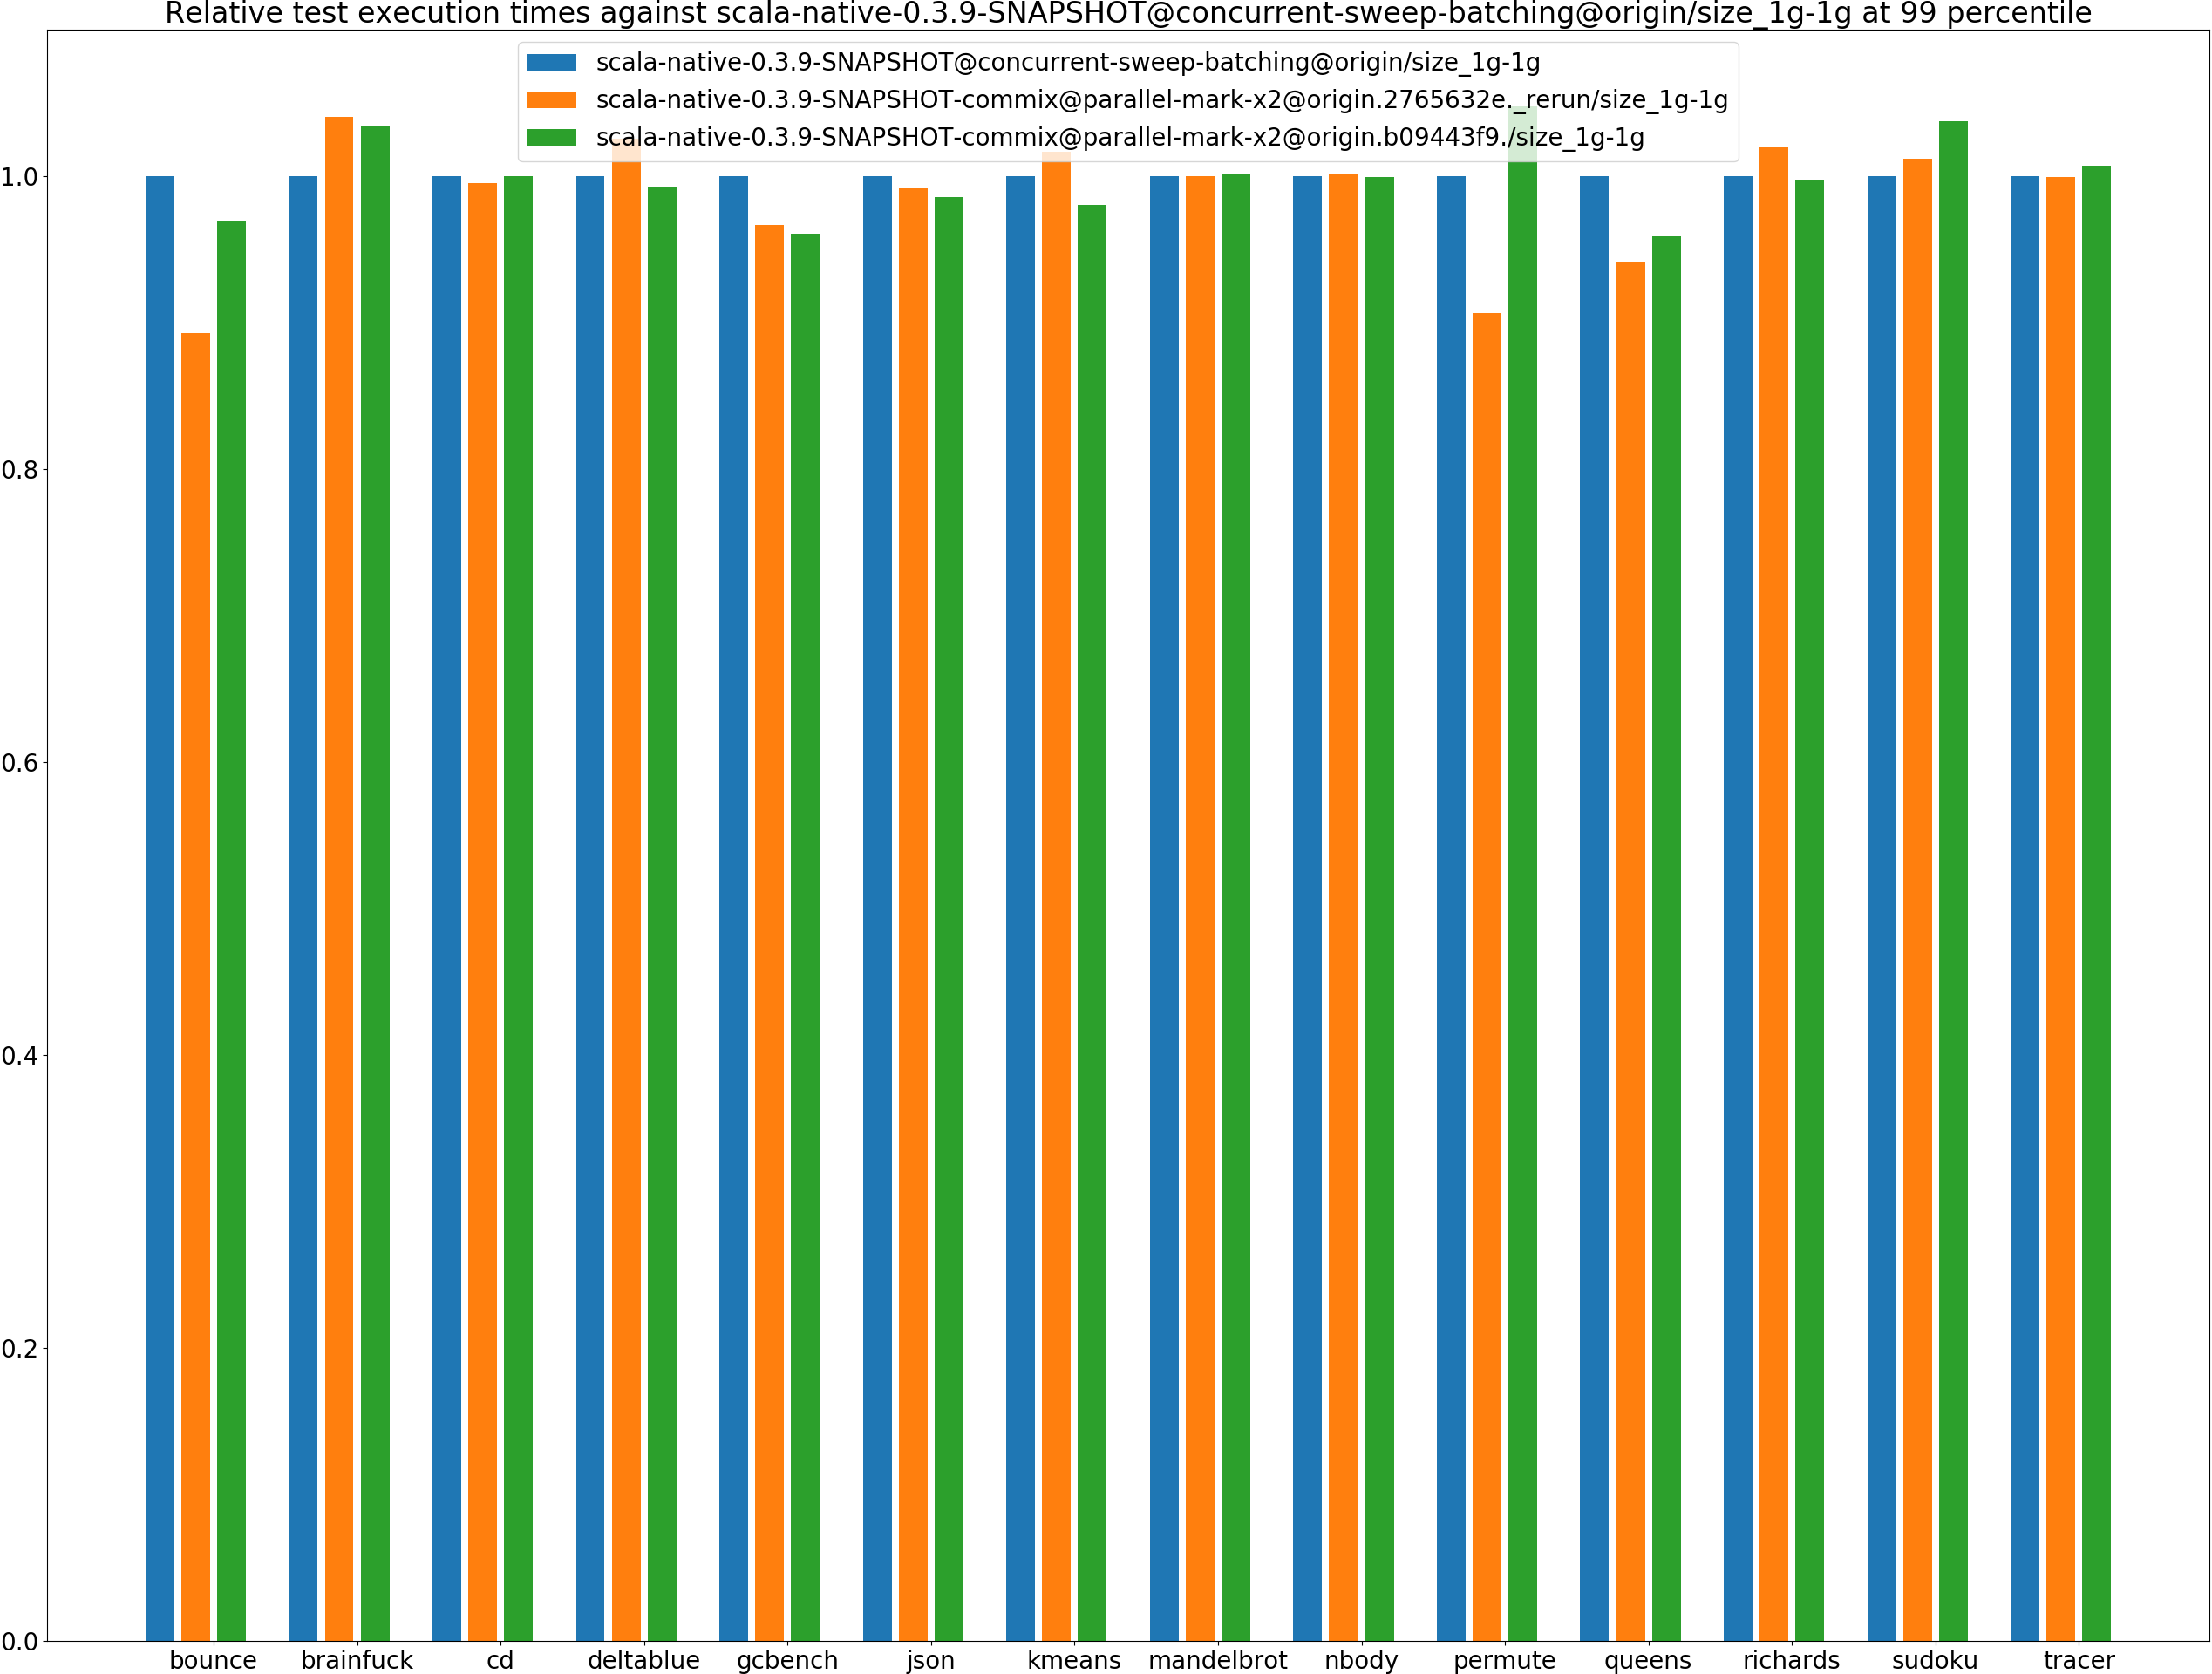 Relative test execution times against scala-native-0.3.9-SNAPSHOT@concurrent-sweep-batching@origin/size_1g-1g at 99 percentile
scala-native-0.3.9-SNAPSHOT@concurrent-sweep-batching@origin/size_1g-1g
scala-native-0.3.9-SNAPSHOT-commix@parallel-mark-x2@origin.2765632e._rerun/size_1g-1g
scala-native-0.3.9-SNAPSHOT-commix@parallel-mark-x2@origin.b09443f9./size_1g-1g
1.0
0.8
0.6
0.4
0.2
0.0
bounce brainfuck cd deltablue gcbench json kmeans mandelbrot nbody permute queens richards sudoku tracer